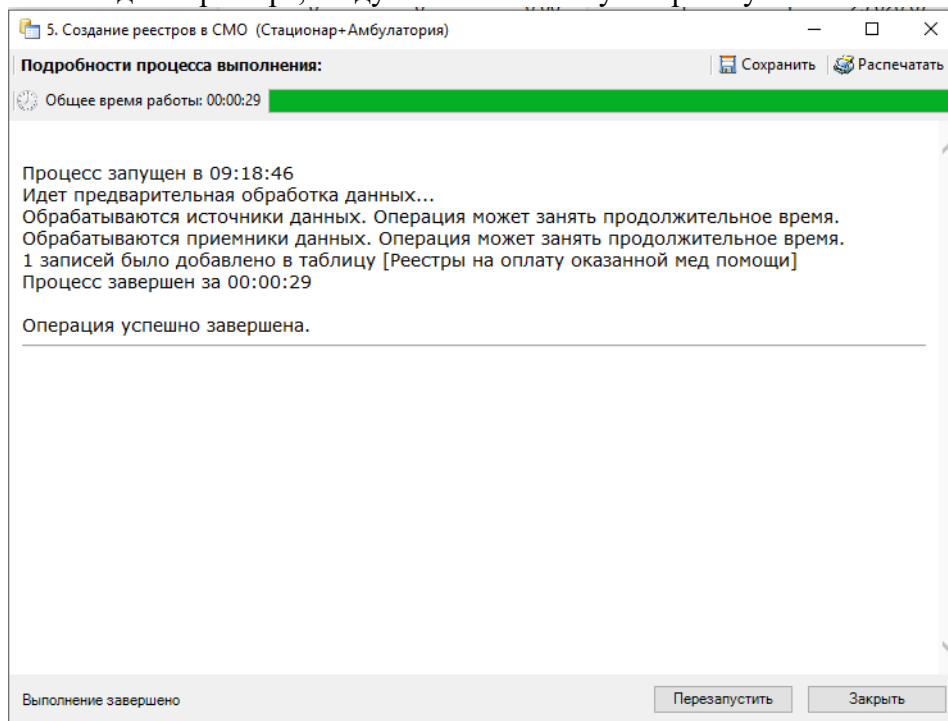 5. Создание реестров в СМО (Стационар+Амбулатория)
Подробности процесса выполнения:
Сохранить
Распечатать
Общее время работы: 00:00:29
Процесс запущен в 09:18:46
Идет предварительная обработка данных...
Обрабатываются источники данных. Операция может занять продолжительное время.
Обрабатываются приемники данных. Операция может занять продолжительное время.
1 записей было добавлено в таблицу [Реестры на оплату оказанной мед помощи]
Процесс завершен за 00:00:29
Операция успешно завершена.
Выполнение завершено
Перезапустить
Закрыть